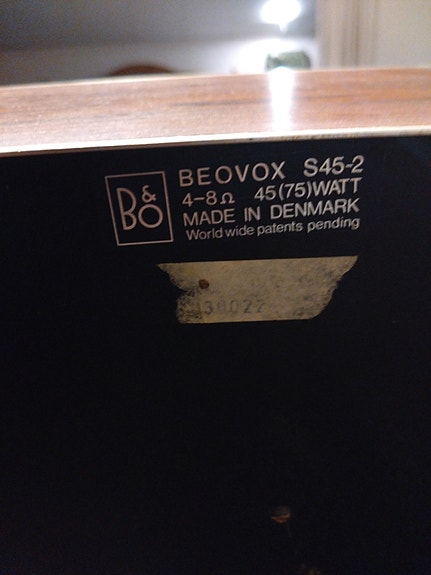 B&O
BEOVOX S45-2
4-8Ω 45(75)WATT
MADE IN DENMARK
World wide patents pending